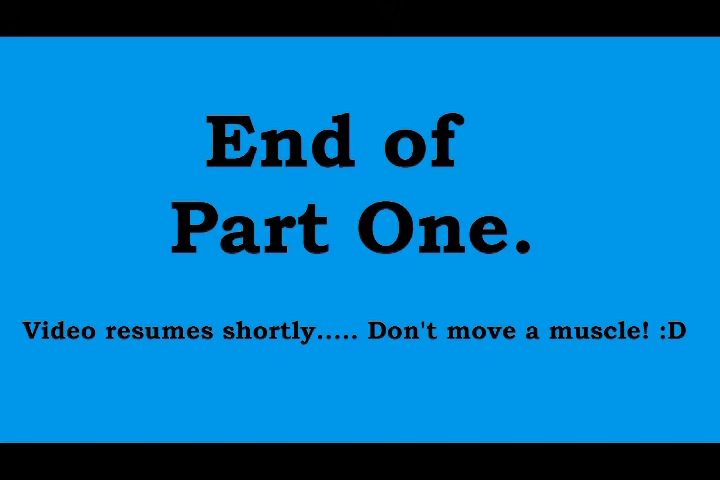 End of
Part One.
Video resumes shortly..... Don't move a muscle! :D